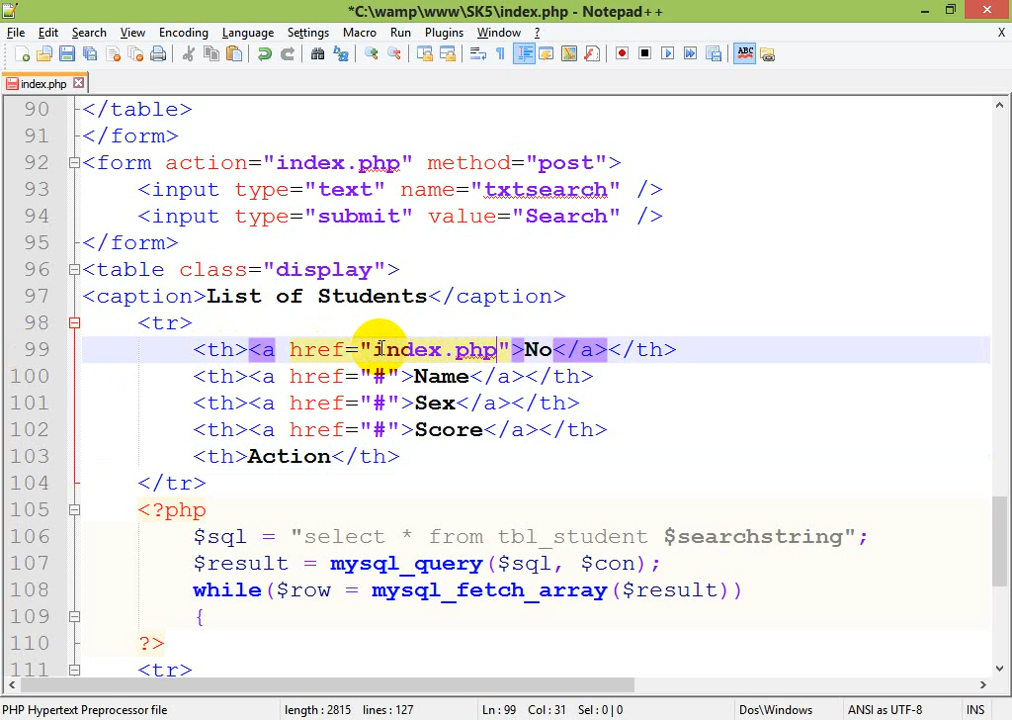 *C:\wamp\www\SK5\index.php - Notepad++
File Edit Search View Encoding Language Settings Macro Run Plugins Window ? X
ABC
index.php
90 </table>
91 </form>
92 <form action="index.php" method="post">
93 <input type="text" name="txtsearch" />
94 <input type="submit" value="Search" />
95 </form>
96 <table class="display">
97 <caption>List of Students</caption>
98 <tr>
99 <th><a href="index.php">No</a></th>
100 <th><a href="#">Name</a></th>
101 <th><a href="#">Sex</a></th>
102 <th><a href="#">Score</a></th>
103 <th>Action</th>
104 </tr>
105 <?php
106 $sql = "select * from tbl_student $searchstring";
107 $result = mysql_query($sql, $con);
108 while($row = mysql_fetch_array($result))
109 {
110 ?>
111 <tr>
PHP Hypertext Preprocessor file length : 2815 lines : 127 Ln : 99 Col : 31 Sel : 0 | 0 Dos\Windows ANSI as UTF-8 INS